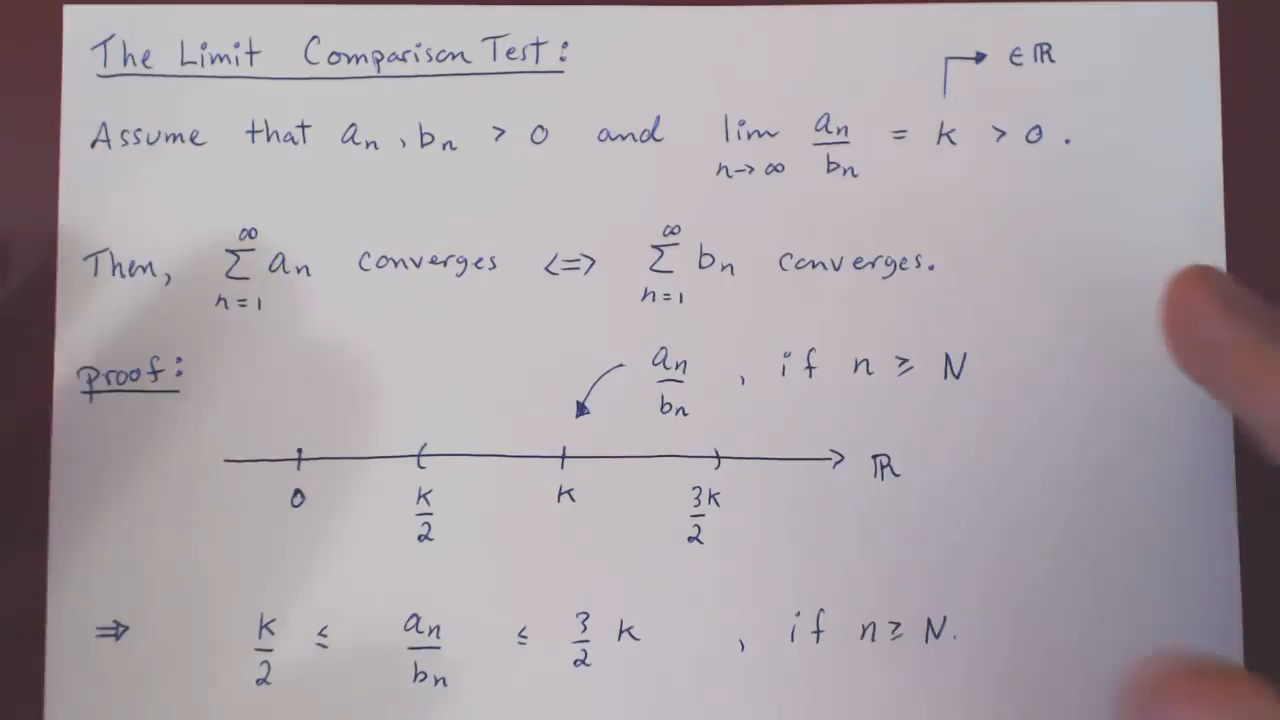 The Limit Comparison Test:
→ ∈ ℝ
Assume that aₙ, bₙ > 0 and lim n→∞ aₙ/bₙ = k > 0.
Then, ∑ n=1 ∞ aₙ converges <=> ∑ n=1 ∞ bₙ converges.
Proof:
aₙ/bₙ , if n ≥ N
0 k/2 k 3k/2 ℝ
⇒ k/2 ≤ aₙ/bₙ ≤ 3/2 k , if n ≥ N.